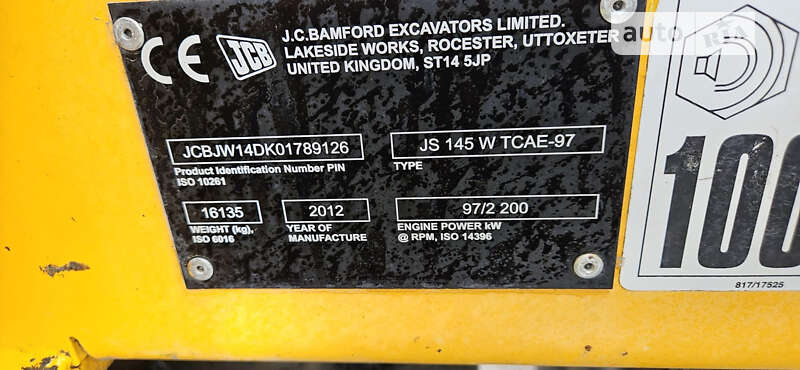 J.C.BAMFORD EXCAVATORS LIMITED.
LAKESIDE WORKS, ROCESTER, UTTOXETER
UNITED KINGDOM, ST14 5JP
CE
JCB
auto RIA
JCBJW14DK01789126
Product Identification Number PIN
ISO 10261
JS 145 W TCAE-97
TYPE
16135
WEIGHT (kg),
ISO 6016
2012
YEAR OF
MANUFACTURE
97/2 200
ENGINE POWER kW
@ RPM, ISO 14396
100
817/17525